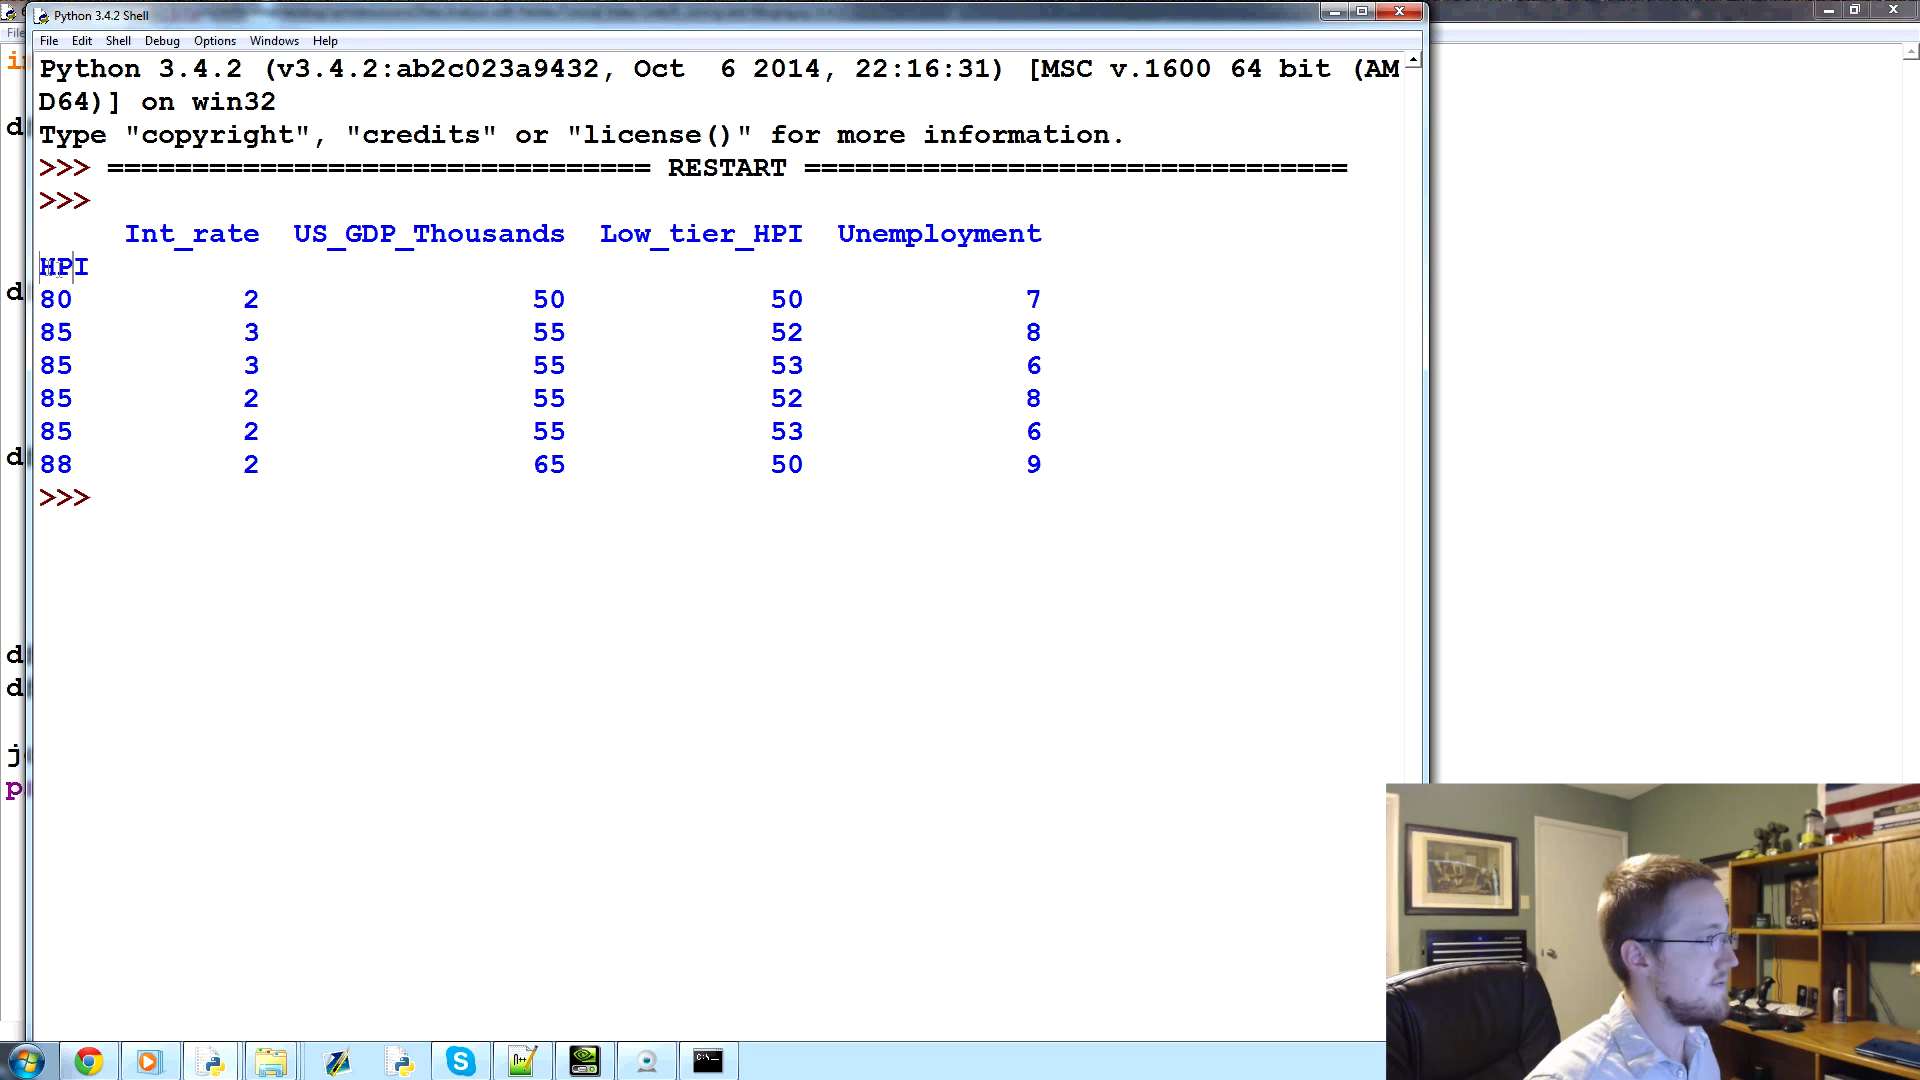 Python 3.4.2 Shell
File Edit Shell Debug Options Windows Help
Python 3.4.2 (v3.4.2:ab2c023a9432, Oct  6 2014, 22:16:31) [MSC v.1600 64 bit (AM
D64)] on win32
Type "copyright", "credits" or "license()" for more information.
>>> ================================ RESTART ================================
>>>
Int_rate US_GDP_Thousands Low_tier_HPI Unemployment
HPI
80 2 50 50 7
85 3 55 52 8
85 3 55 53 6
85 2 55 52 8
85 2 55 53 6
88 2 65 50 9
>>>